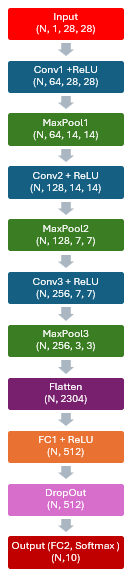 Input
(N, 1, 28, 28)
Conv1 +ReLU
(N, 64, 28, 28)
MaxPool1
(N, 64, 14, 14)
Conv2 + ReLU
(N, 128, 14, 14)
MaxPool2
(N, 128, 7, 7)
Conv3 + ReLU
(N, 256, 7, 7)
MaxPool3
(N, 256, 3, 3)
Flatten
(N, 2304)
FC1 + ReLU
(N, 512)
DropOut
(N, 512)
Output (FC2, Softmax )
(N,10)